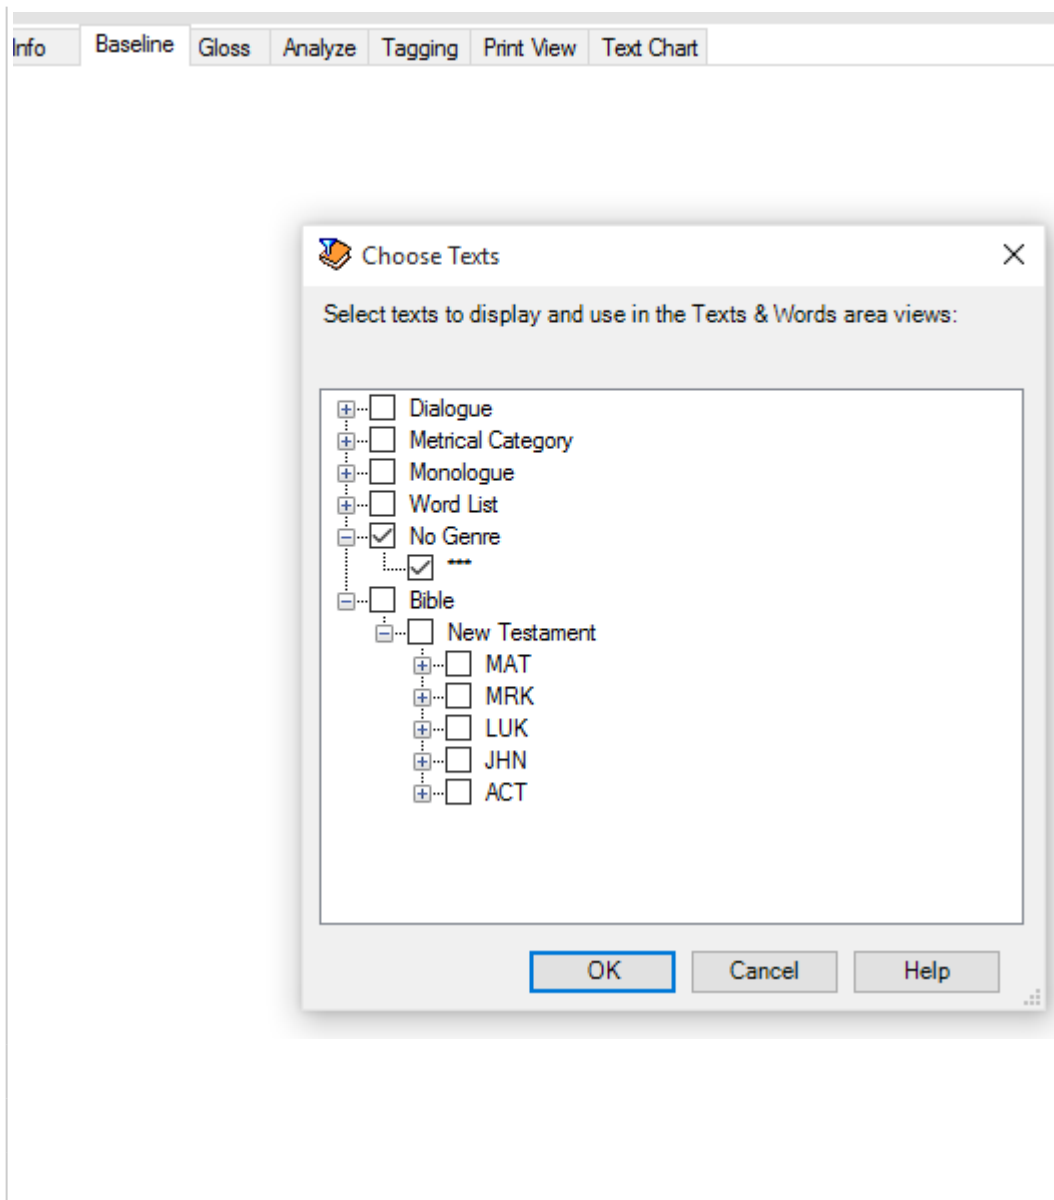 Info Baseline Gloss Analyze Tagging Print View Text Chart
Choose Texts
Select texts to display and use in the Texts & Words area views:
Dialogue
Metrical Category
Monologue
Word List
No Genre
***
Bible
New Testament
MAT
MRK
LUK
JHN
ACT
OK Cancel Help